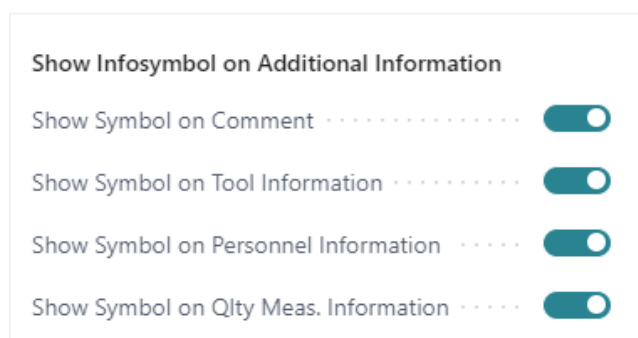 Show Infosymbol on Additional Information
Show Symbol on Comment
Show Symbol on Tool Information
Show Symbol on Personnel Information
Show Symbol on Qlty Meas. Information